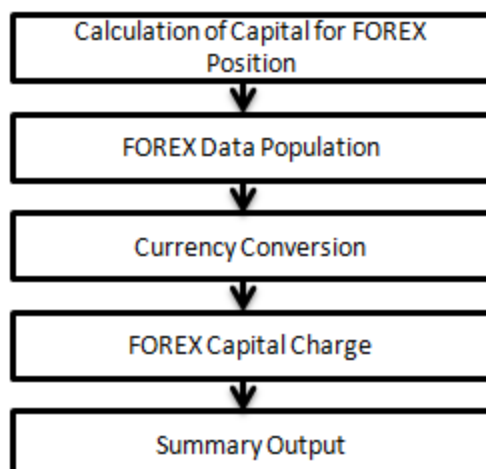 Calculation of Capital for FOREX
Position
FOREX Data Population
Currency Conversion
FOREX Capital Charge
Summary Output